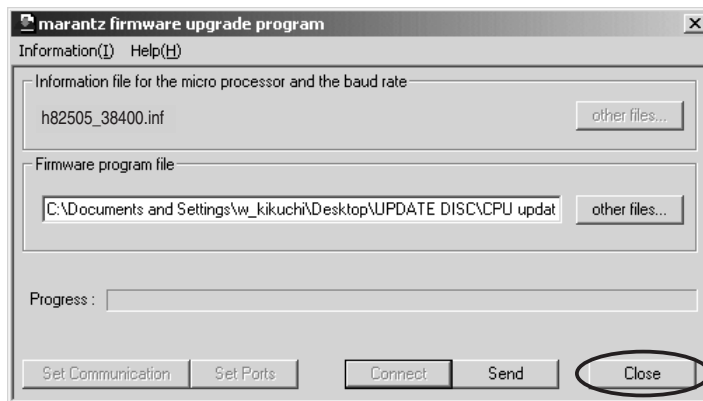 marantz firmware upgrade program
Information(I) Help(H)
Information file for the micro processor and the baud rate
h82505_38400.inf
other files...
Firmware program file
C:\Documents and Settings\w_kikuchi\Desktop\UPDATE DISC\CPU updat
other files...
Progress :
Set Communication Set Ports Connect Send Close